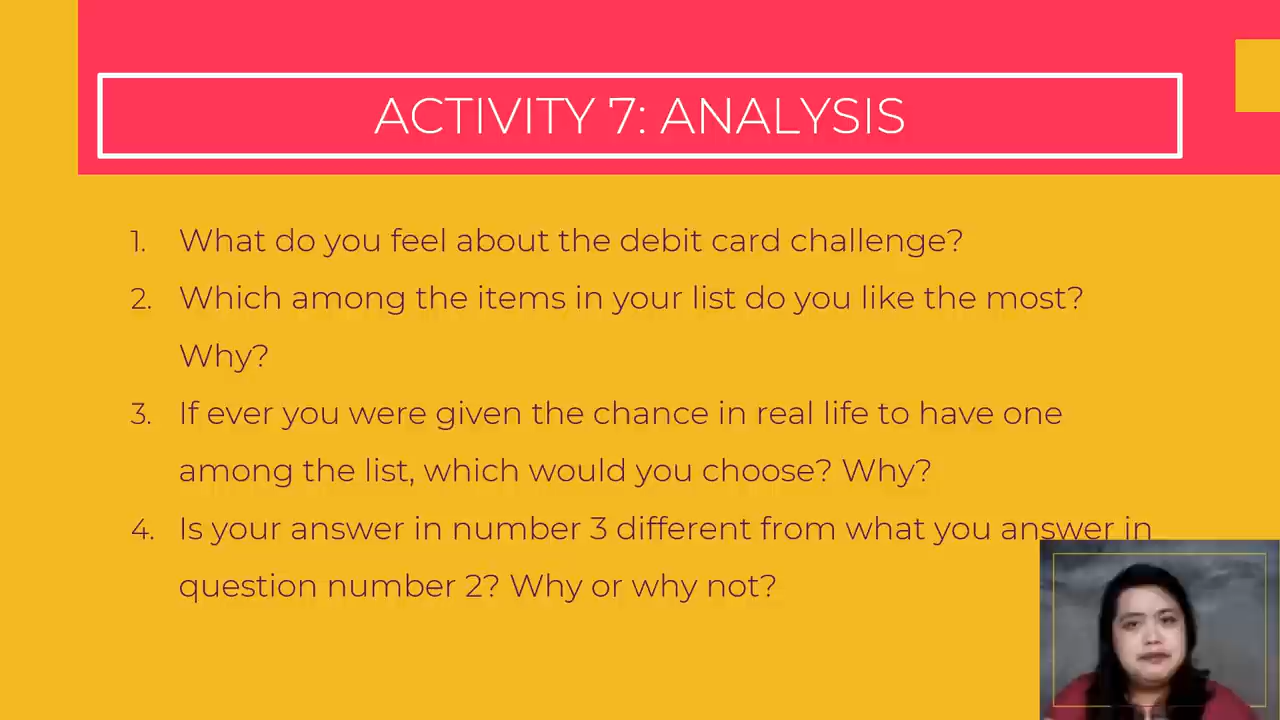 ACTIVITY 7: ANALYSIS
1. What do you feel about the debit card challenge?
2. Which among the items in your list do you like the most?
Why?
3. If ever you were given the chance in real life to have one
among the list, which would you choose? Why?
4. Is your answer in number 3 different from what you answer in
question number 2? Why or why not?